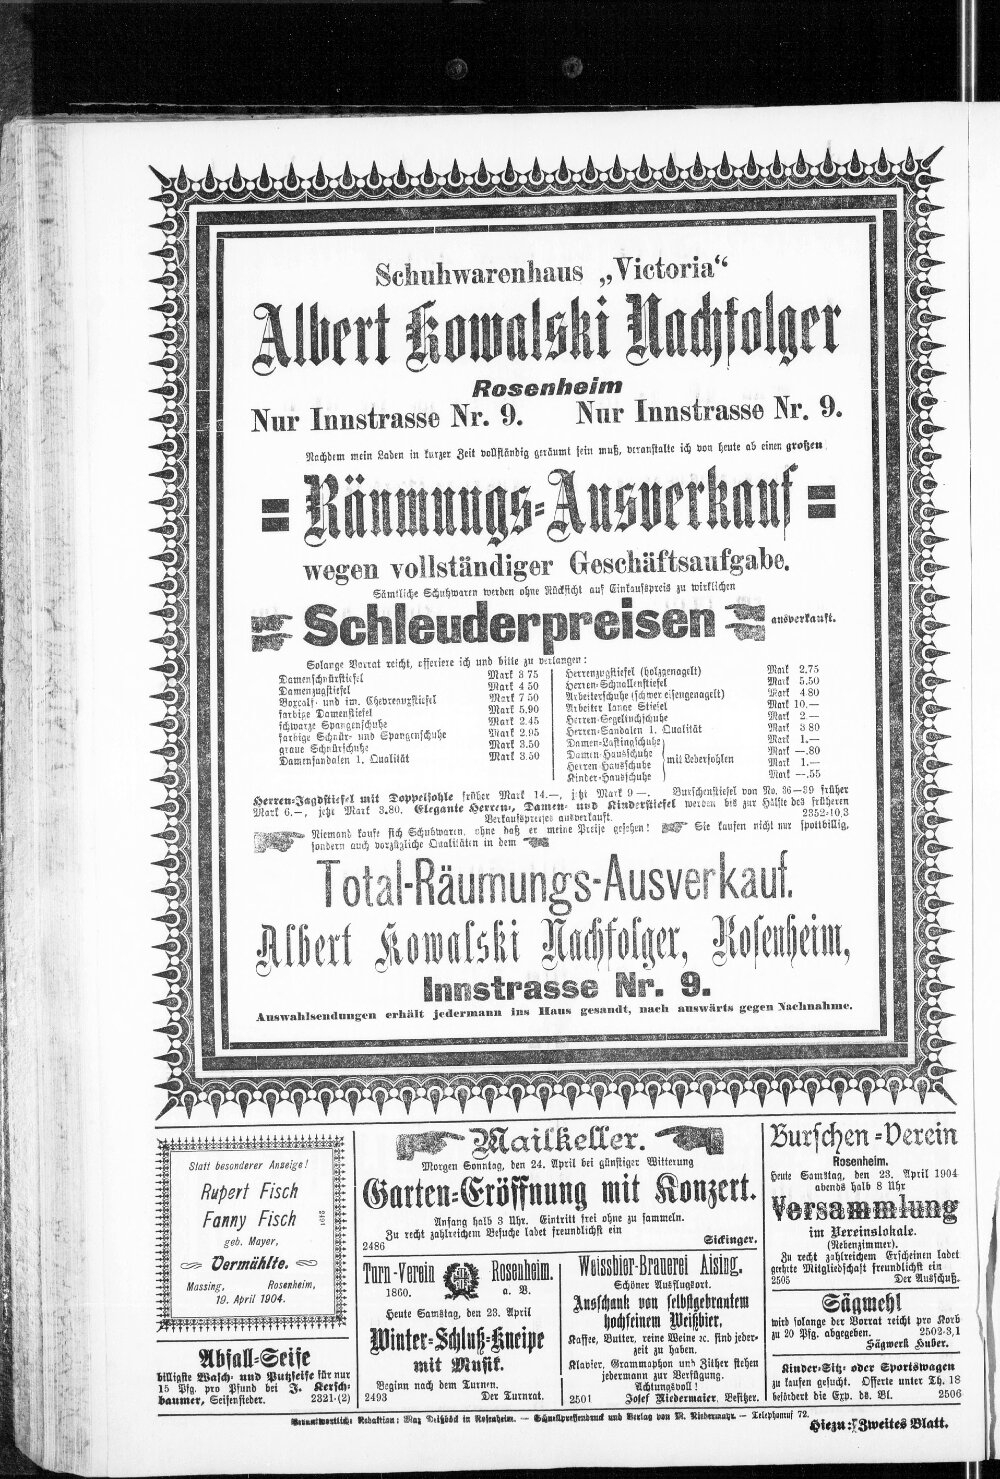 Schuhwarenhaus „Victoria“
Albert Kowalski Nachfolger
Rosenheim
Nur Innstrasse Nr. 9. Nur Innstrasse Nr. 9.
Nachdem mein Laden in kurzer Zeit vollständig geräumt sein muß, veranstalte ich von heute ab einen großen
= Räumungs-Ausverkauf =
wegen vollständiger Geschäftsaufgabe.
Sämtliche Schuhwaren werden ohne Rücksicht auf Einkaufspreis zu wirklichen
Schleuderpreisen ausverkauft.
Solange Vorrat reicht, offeriere ich und bitte zu verlangen:
Damenschnürstiefel Mark 3 75
Damenzugstiefel Mark 4 50
Boxcalf- und im. Chevreauxstiefel Mark 7 50
farbige Damenstiefel Mark 5.90
schwarze Spangenschuhe Mark 2.45
farbige Schnür- und Spangenschuhe Mark 2.95
graue Schnürschuhe Mark 3.50
Damensandalen 1. Qualität Mark 3.50
Herrenzugstiefel (holzgenagelt) Mark 2.75
Herren-Schnallenstiefel Mark 5.50
Arbeiterschuhe (schwer eisengenagelt) Mark 4 80
Arbeiter lange Stiefel Mark 10.—
Herren-Segeltuchschuhe Mark 2 —
Herren-Sandalen 1. Qualität Mark 3 80
Damen-Lastingschuhe Mark 1.—
Damen-Hausschuhe mit Ledersohlen Mark —.80
Herren-Hausschuhe Mark 1.—
Kinder-Hausschuhe Mark —.55
Herren-Jagdstiefel mit Doppelsohle früher Mark 14.—, jetzt Mark 9 —. Burschenstiefel von No. 36—39 früher
Mark 6.—, jetzt Mark 3.80. Elegante Herren-, Damen- und Kinderstiefel werden bis zur Hälfte des früheren
Verkaufspreises ausverkauft. 2352-10,3
Niemand kaufe sich Schuhwaren, ohne daß er meine Preise gesehen! Sie kaufen nicht nur spottbillig,
sondern auch vorzügliche Qualitäten in dem
Total-Räumungs-Ausverkauf.
Albert Kowalski Nachfolger, Rosenheim,
Innstrasse Nr. 9.
Auswahlsendungen erhält jedermann ins Haus gesandt, nach auswärts gegen Nachnahme.
Statt besonderer Anzeige!
Rupert Fisch
Fanny Fisch
geb. Mayer,
Vermählte.
Massing, Rosenheim,
19. April 1904.
Abfall-Seife
billigste Wasch- und Putzseife für nur
15 Pfg. pro Pfund bei J. Kersch-
baumer, Seifensieder. 2321-(2)
Mailkeller.
Morgen Sonntag, den 24. April bei günstiger Witterung
Garten-Eröffnung mit Konzert.
Anfang halb 3 Uhr. Eintritt frei ohne zu sammeln.
Zu recht zahlreichem Besuche ladet freundlichst ein
2486 Sickinger.
Turn-Verein Rosenheim.
1860. a. V.
Heute Samstag, den 23. April
Winter-Schluß-Kneipe
mit Musik.
Beginn nach dem Turnen.
2493 Der Turnrat.
Weissbier-Brauerei Aising.
Schöner Ausflugsort.
Ausschank von selbstgebrautem
hochfeinem Weißbier,
Kaffee, Butter, reine Weine ꝛc. sind jeder-
zeit zu haben.
Klavier, Grammophon und Zither stehen
jedermann zur Verfügung.
Achtungsvoll!
2501 Josef Niedermaier, Besitzer.
Burschen-Verein
Rosenheim.
Heute Samstag, den 23. April 1904
abends halb 8 Uhr
Versammlung
im Vereinslokale.
(Nebenzimmer).
Zu recht zahlreichem Erscheinen ladet
geehrte Mitgliedschaft freundlichst ein
2505 Der Ausschuß.
Sägmehl
wird solange der Vorrat reicht pro Korb
zu 20 Pfg. abgegeben. 2502-3,1
Sägwerk Huber.
Kinder-Sitz- oder Sportswagen
zu kaufen gesucht. Offerte unter Th. 18
befördert die Exp. ds. Bl. 2506
Verantwortliche Redaktion: Max in Rosenheim. — Schnellpressendruck und Verlag von M. Niedermayr. — Telephonruf 72.
Hiezu: Zweites Blatt.